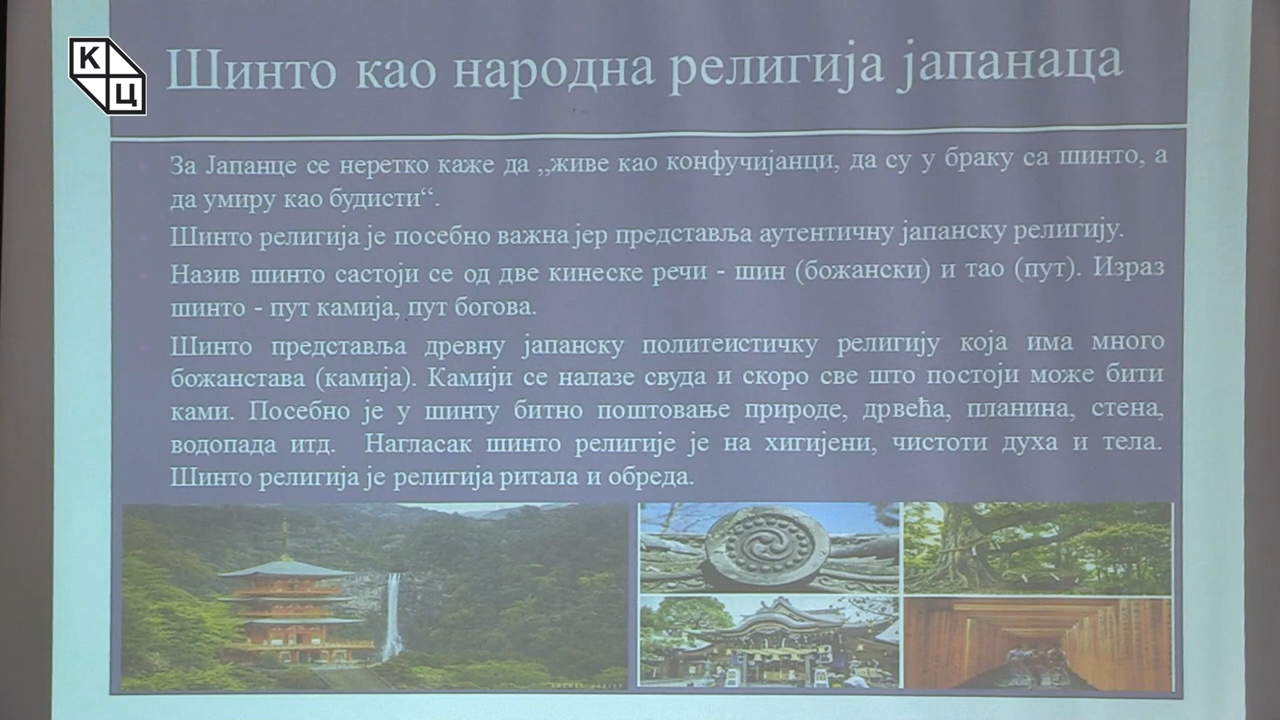 К
Ц
Шинто као народна религија јапанаца
За Јапанце се неретко каже да „живе као конфучијанци, да су у браку са шинто, а
да умиру као будисти“.
Шинто религија је посебно важна јер представља аутентичну јапанску религију.
Назив шинто састоји се од две кинеске речи - шин (божански) и тао (пут). Израз
шинто - пут камија, пут богова.
Шинто представља древну јапанску политеистичку религију која има много
божанстава (камија). Камији се налазе свуда и скоро све што постоји може бити
ками. Посебно је у шинту битно поштовање природе, дрвећа, планина, стена,
водопада итд. Нагласак шинто религије је на хигијени, чистоти духа и тела.
Шинто религија је религија ритала и обреда.